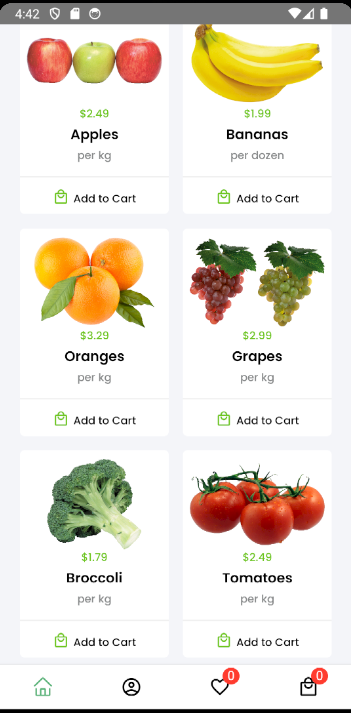 4:42
$2.49
$1.99
Apples
Bananas
per kg
per dozen
Add to Cart
Add to Cart
$3.29
$2.99
Oranges
Grapes
per kg
per kg
Add to Cart
Add to Cart
$1.79
$2.49
Broccoli
Tomatoes
per kg
per kg
Add to Cart
Add to Cart
0
0